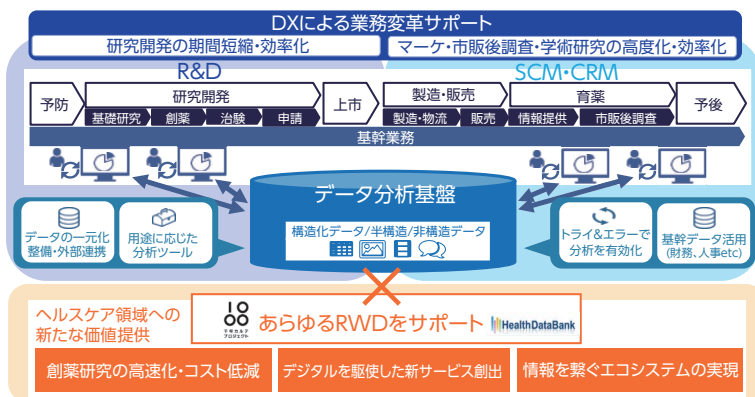 DXによる業務変革サポート
研究開発の期間短縮・効率化
マーケ・市販後調査・学術研究の高度化・効率化
R&D
SCM・CRM
予防
研究開発
上市
製造・販売
育薬
予後
基礎研究
創薬
治験
申請
製造・物流
販売
情報提供
市販後調査
基幹業務
データ分析基盤
構造化データ/半構造/非構造データ
データの一元化
整備・外部連携
用途に応じた
分析ツール
トライ&エラーで
分析を有効化
基幹データ活用
(財務、人事etc)
ヘルスケア領域への
新たな価値提供
千年カルテ
プロジェクト
あらゆるRWDをサポート
HealthDataBank
創薬研究の高速化・コスト低減
デジタルを駆使した新サービス創出
情報を繋ぐエコシステムの実現